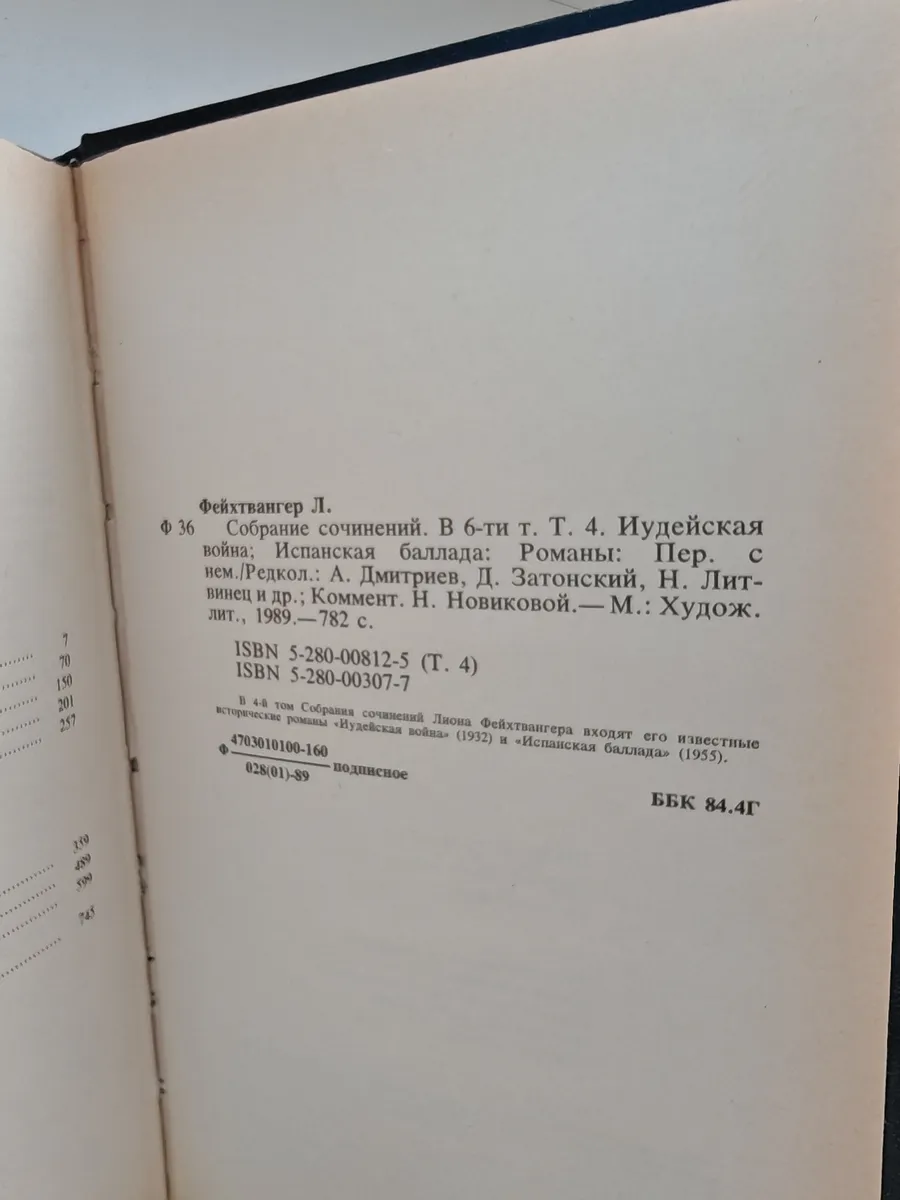 7
70
150
201
257
359
489
599
745
Фейхтвангер Л.
Ф 36 Собрание сочинений. В 6-ти т. Т. 4. Иудейская
война; Испанская баллада: Романы: Пер. с
нем./Редкол.: А. Дмитриев, Д. Затонский, Н. Лит-
винец и др.; Коммент. Н. Новиковой.— М.: Худож.
лит., 1989.—782 с.
ISBN 5-280-00812-5 (Т. 4)
ISBN 5-280-00307-7
В 4-й том Собрания сочинений Лиона Фейхтвангера входят его известные
исторические романы «Иудейская война» (1932) и «Испанская баллада» (1955).
4703010100-160
Ф подписное
028(01)-89
ББК 84.4Г